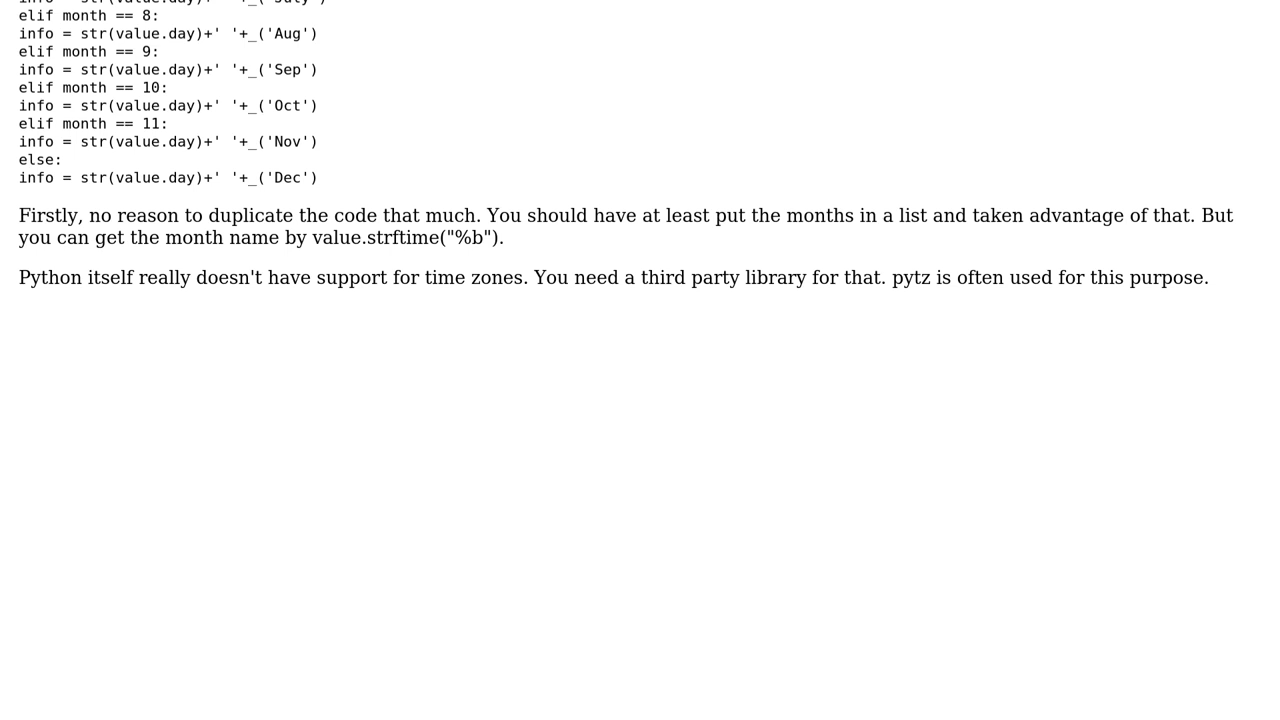 info = str(value.day)+' '+_('July')
elif month == 8:
info = str(value.day)+' '+_('Aug')
elif month == 9:
info = str(value.day)+' '+_('Sep')
elif month == 10:
info = str(value.day)+' '+_('Oct')
elif month == 11:
info = str(value.day)+' '+_('Nov')
else:
info = str(value.day)+' '+_('Dec')
Firstly, no reason to duplicate the code that much. You should have at least put the months in a list and taken advantage of that. But
you can get the month name by value.strftime("%b").
Python itself really doesn't have support for time zones. You need a third party library for that. pytz is often used for this purpose.